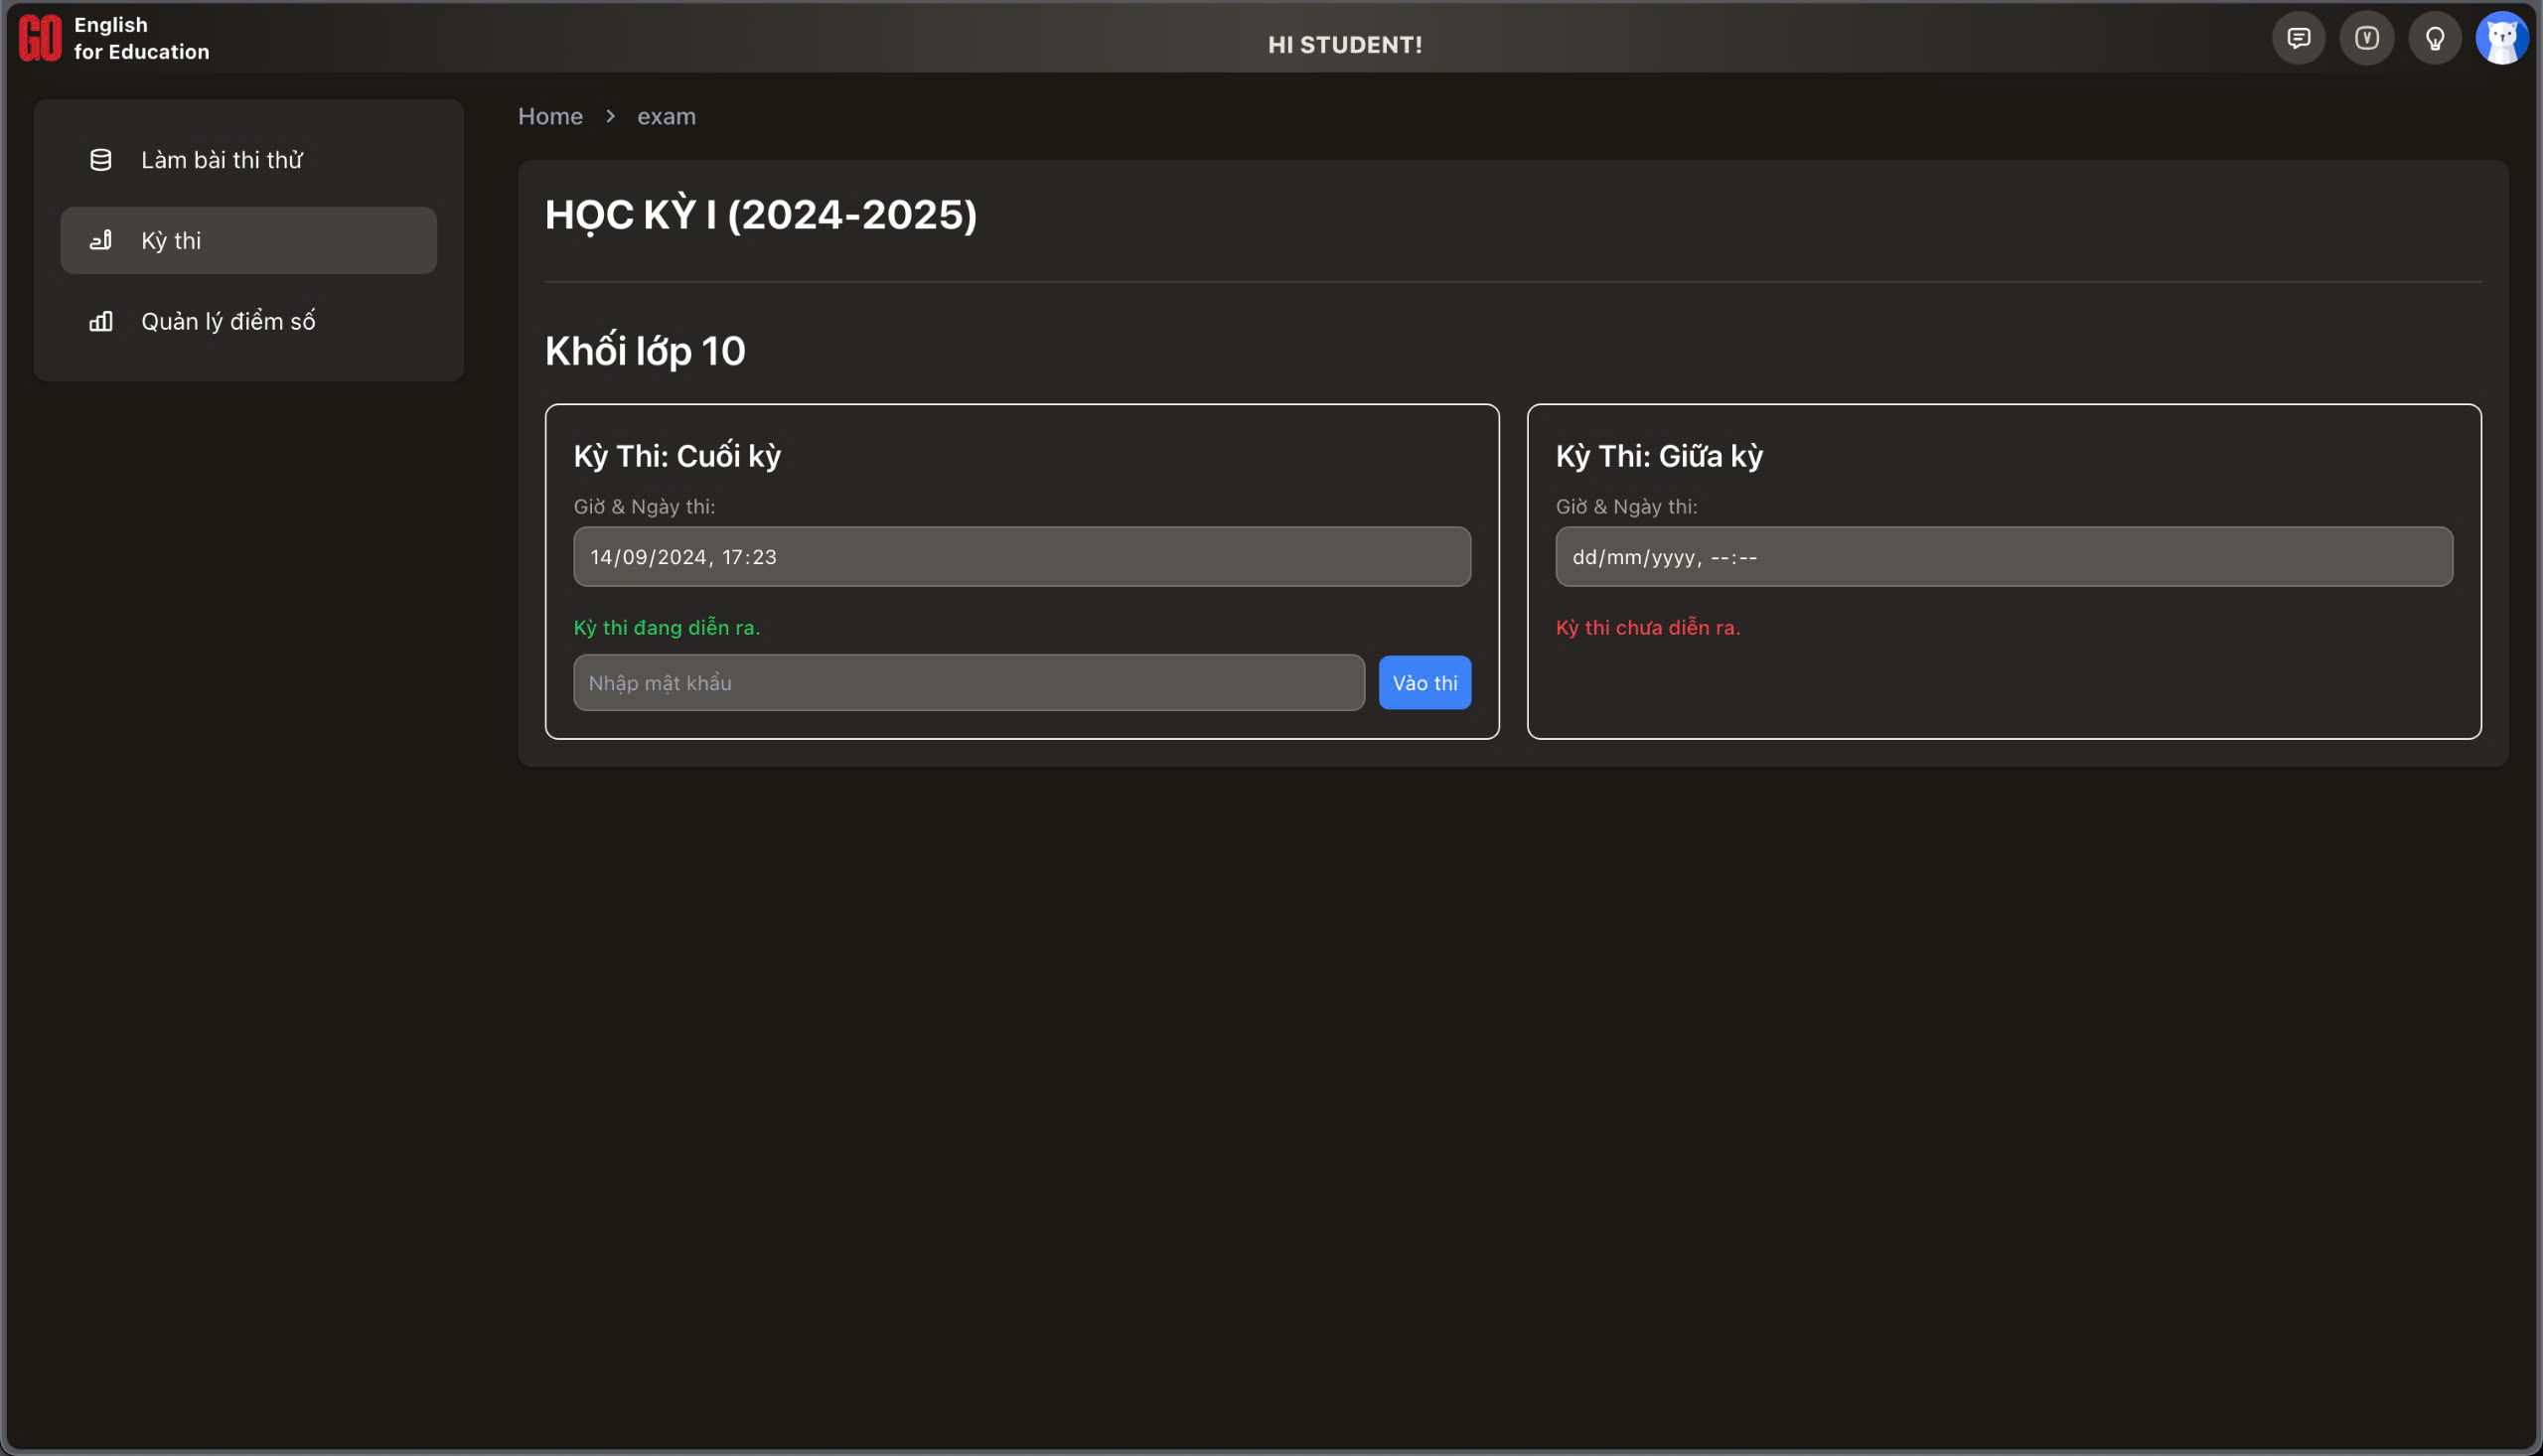 GO
English
for Education
HI STUDENT!
V
Làm bài thi thử
Kỳ thi
Quản lý điểm số
Home > exam
HỌC KỲ I (2024-2025)
Khối lớp 10
Kỳ Thi: Cuối kỳ
Giờ & Ngày thi:
14/09/2024, 17:23
Kỳ thi đang diễn ra.
Nhập mật khẩu
Vào thi
Kỳ Thi: Giữa kỳ
Giờ & Ngày thi:
dd/mm/yyyy, --:--
Kỳ thi chưa diễn ra.